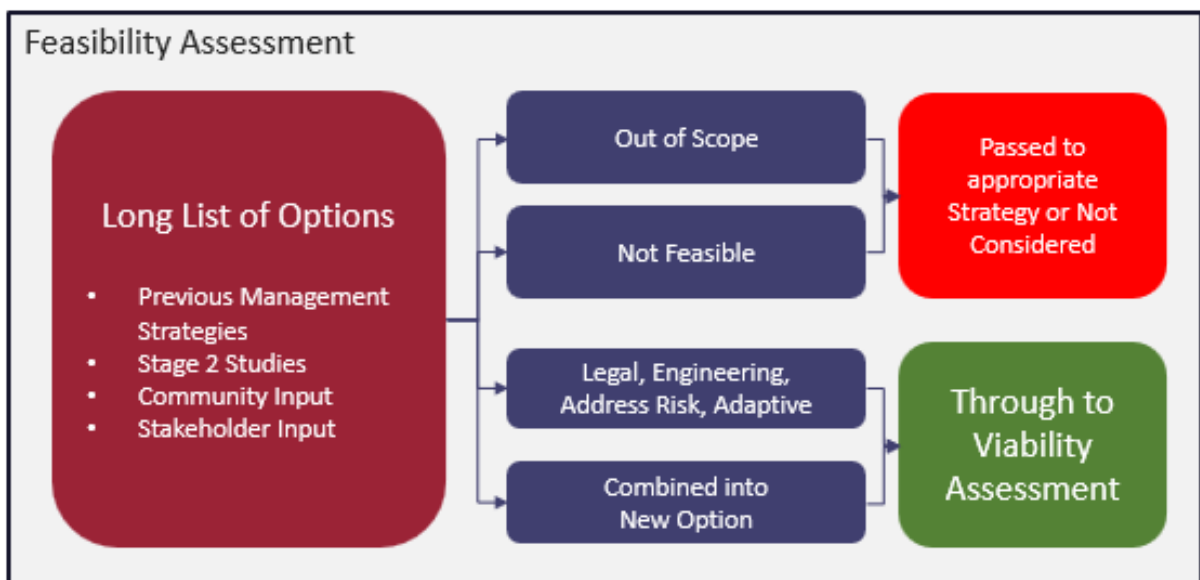 Feasibility Assessment
Long List of Options
• Previous Management
Strategies
• Stage 2 Studies
• Community Input
• Stakeholder Input
Out of Scope
Not Feasible
Legal, Engineering,
Address Risk, Adaptive
Combined into
New Option
Passed to
appropriate
Strategy or Not
Considered
Through to
Viability
Assessment